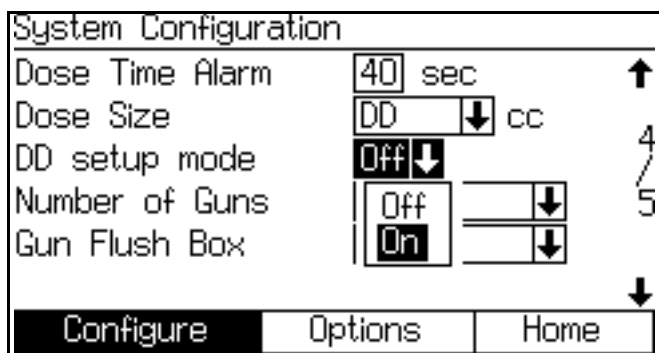 System Configuration
Dose Time Alarm 40 sec
Dose Size DD cc
DD setup mode Off
4
/
5
Number of Guns Off
Gun Flush Box On
Configure Options Home